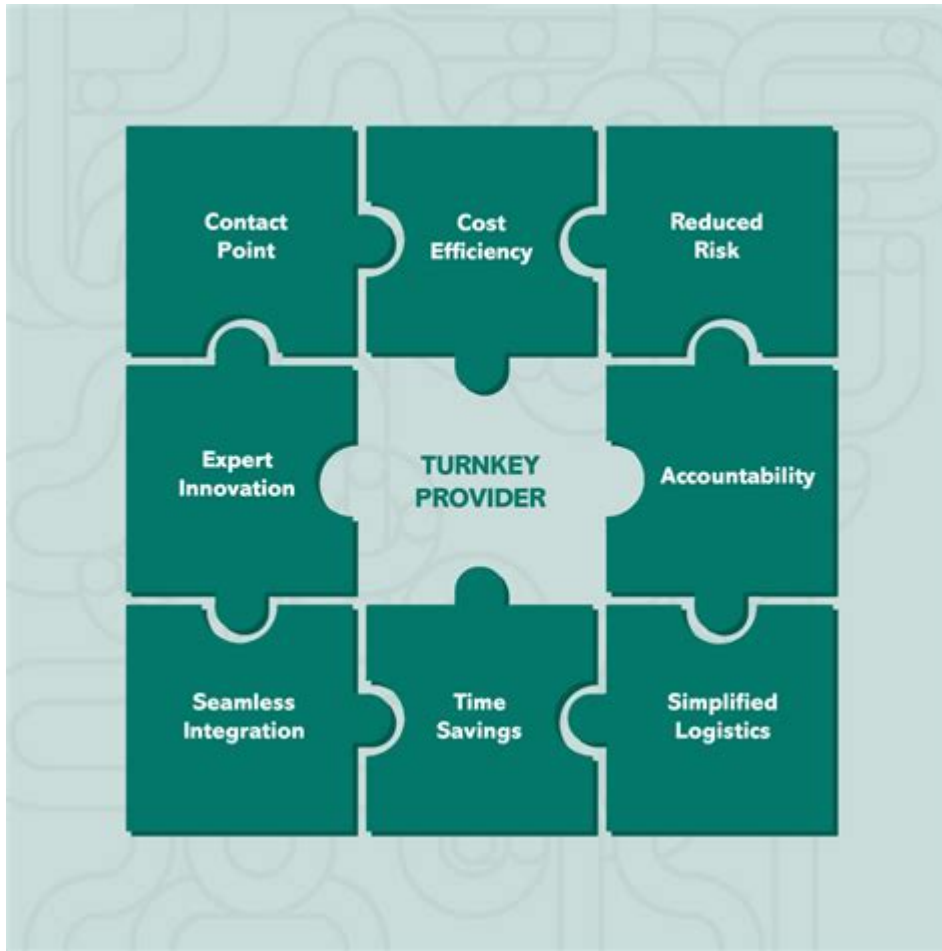 Contact
Point
Cost
Efficiency
Reduced
Risk
Expert
Innovation
TURNKEY
PROVIDER
Accountability
Seamless
Integration
Time
Savings
Simplified
Logistics